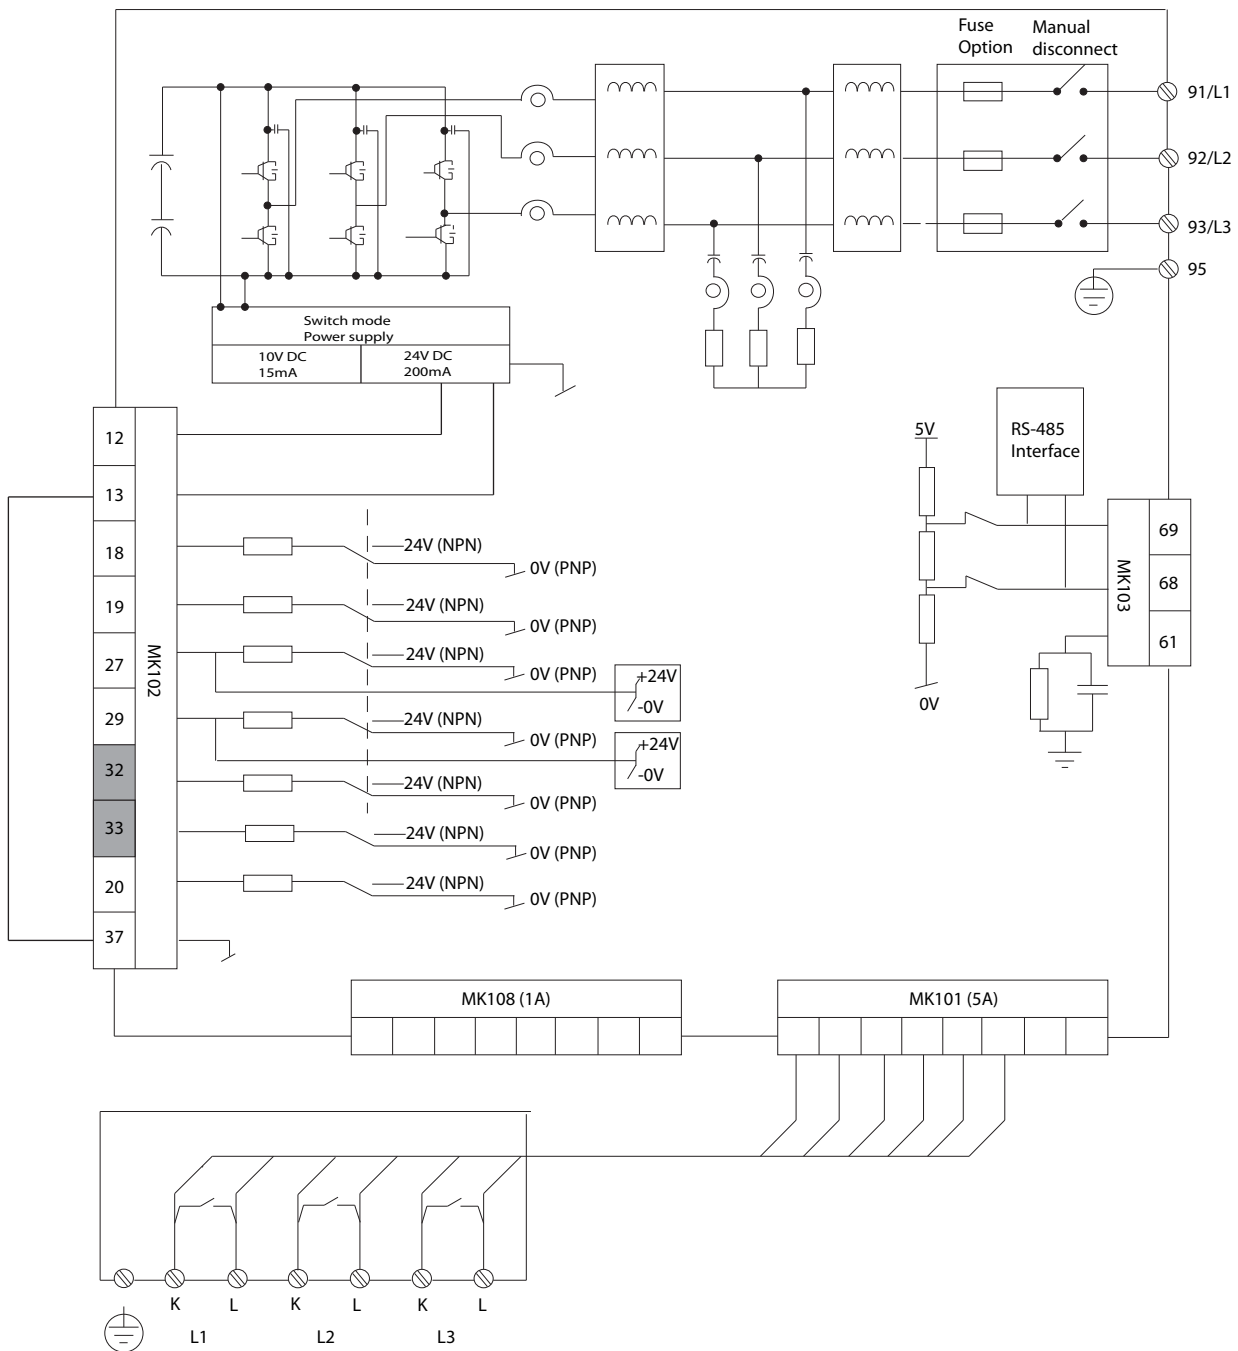 Fuse
Option
Manual
disconnect
91/L1
92/L2
93/L3
95
Switch mode
Power supply
10V DC
15mA
24V DC
200mA
12
13
18
19
27
29
32
33
20
37
MK102
24V (NPN)
0V (PNP)
24V (NPN)
0V (PNP)
24V (NPN)
0V (PNP)
+24V
-0V
24V (NPN)
0V (PNP)
+24V
-0V
24V (NPN)
0V (PNP)
24V (NPN)
0V (PNP)
24V (NPN)
0V (PNP)
5V
0V
RS-485
Interface
MK103
69
68
61
MK108 (1A)
MK101 (5A)
K
L
K
L
K
L
L1
L2
L3